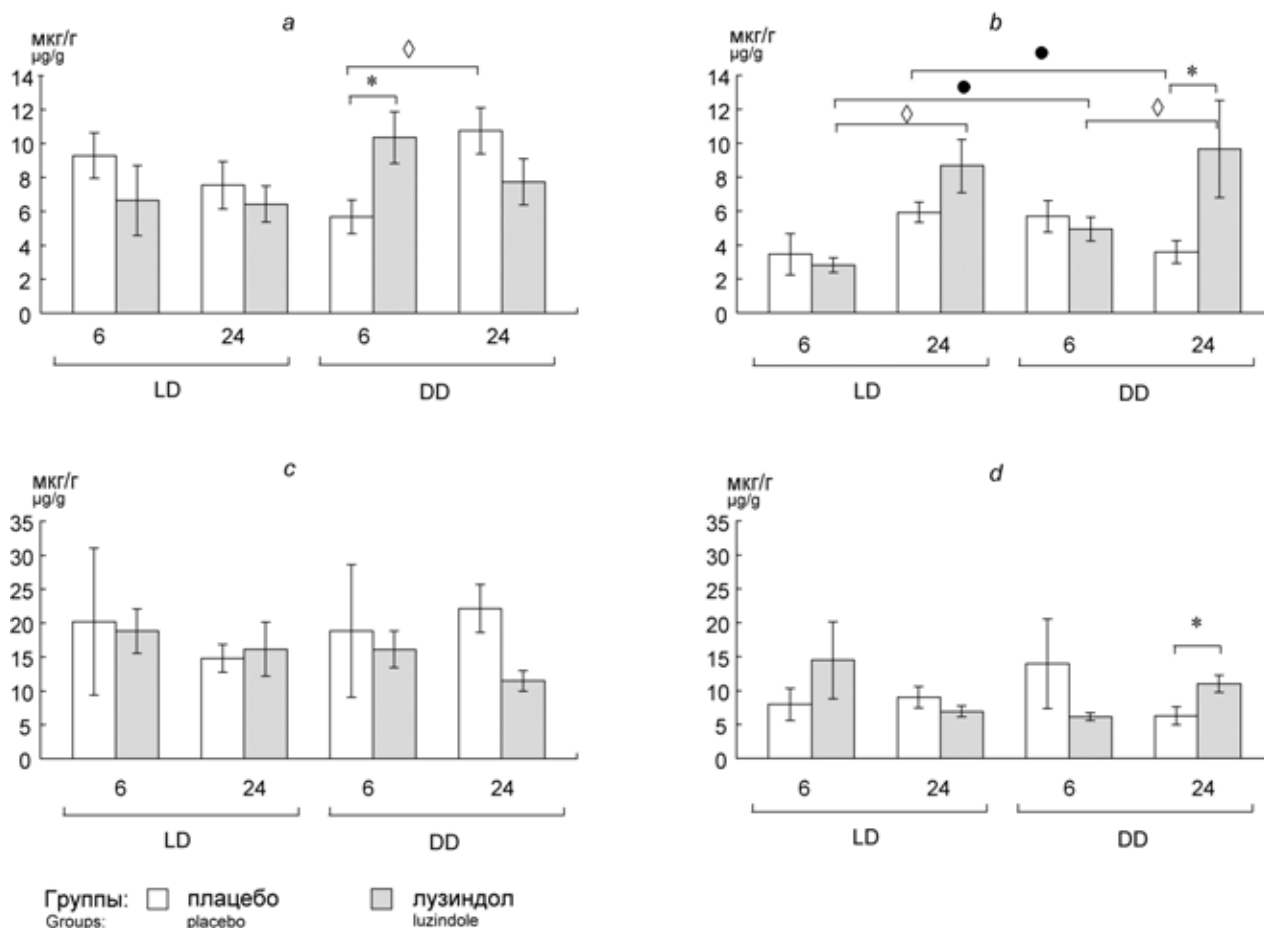 a
мкг/г
µg/g
14
12
10
8
6
4
2
0
◊
*
6 24 6 24
LD DD
b
мкг/г
µg/g
14
12
10
8
6
4
2
0
●
*
●
◊ ◊
6 24 6 24
LD DD
c
мкг/г
µg/g
35
30
25
20
15
10
5
0
6 24 6 24
LD DD
d
мкг/г
µg/g
35
30
25
20
15
10
5
0
*
6 24 6 24
LD DD
Группы: плацебо лузиндол
Groups: placebo luzindole